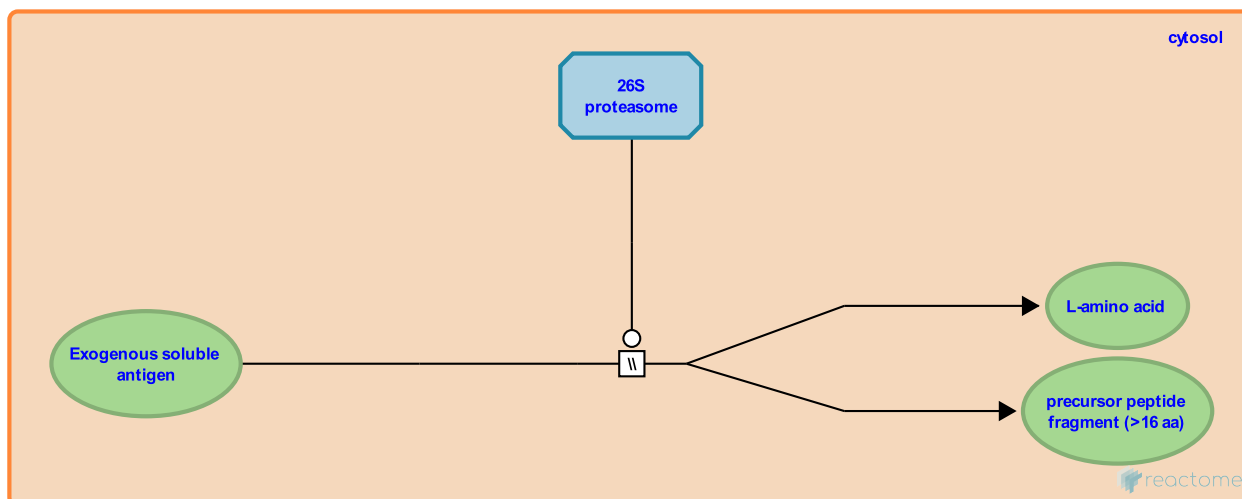 cytosol
26S
proteasome
Exogenous soluble
antigen
\\
L-amino acid
precursor peptide
fragment (>16 aa)
reactome